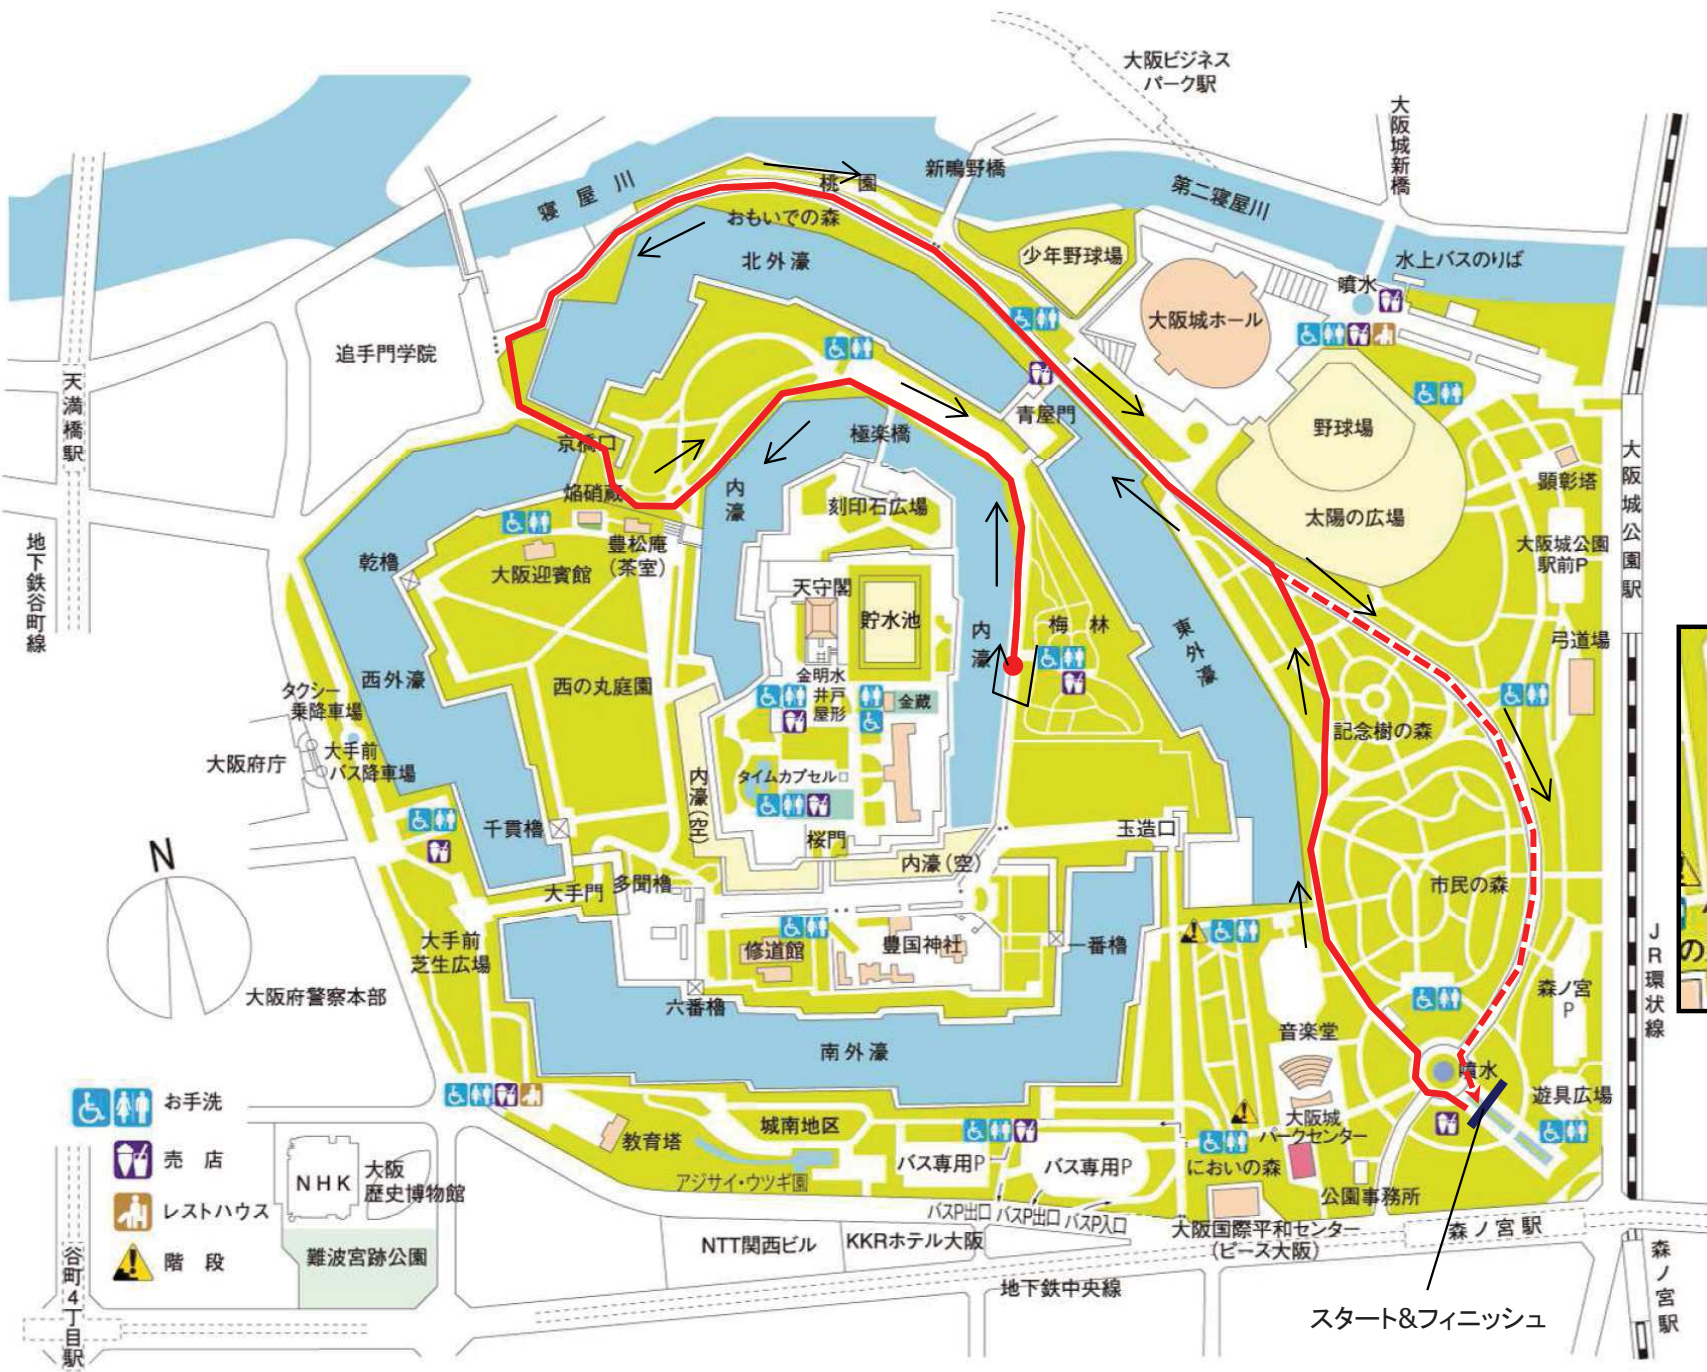 大阪ビジネス
パーク駅
大阪城新橋
新鴫野橋
寝屋川
桃園
第二寝屋川
おもいでの森
北外濠
少年野球場
水上バスのりば
噴水
大阪城ホール
追手門学院
天満橋駅
青屋門
野球場
極楽橋
京橋口
大阪城公園駅
顕彰塔
焔硝蔵
内濠
刻印石広場
太陽の広場
地下鉄谷町線
乾櫓
豊松庵
(茶室)
大阪迎賓館
大阪城公園
駅前P
天守閣
貯水池
梅林
内濠
東外濠
弓道場
西外濠
西の丸庭園
金明水
井戸
屋形
金蔵
タクシー
乗降車場
記念樹の森
大阪府庁
大手前
バス降車場
タイムカプセル
内濠(空)
千貫櫓
桜門
玉造口
N
内濠(空)
大手門
多聞櫓
市民の森
大手前
芝生広場
修道館
豊国神社
一番櫓
の
JR環状線
大阪府警察本部
六番櫓
森ノ宮
P
音楽堂
南外濠
噴水
お手洗
遊具広場
城南地区
大阪城
パークセンター
教育塔
売店
NHK
大阪
歴史博物館
アジサイ・ウツギ園
バス専用P
バス専用P
においの森
公園事務所
レストハウス
バスP出口
バスP出口
バスP入口
大阪国際平和センター
(ピース大阪)
森ノ宮駅
階段
難波宮跡公園
NTT関西ビル
KKRホテル大阪
地下鉄中央線
谷町4丁目駅
森ノ宮駅
スタート&フィニッシュ